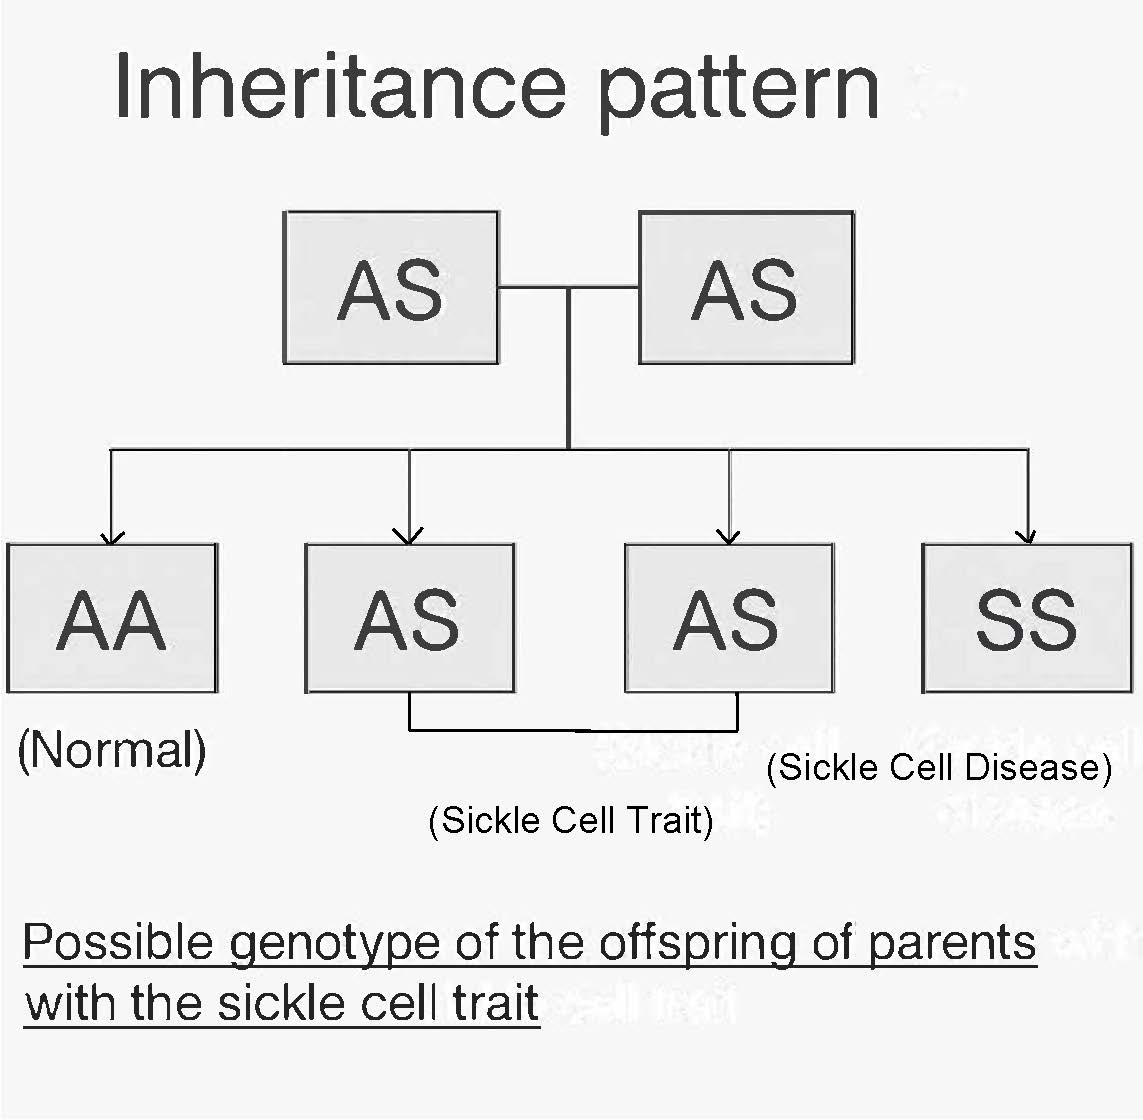 Inheritance pattern
AS
AS
AA
AS
AS
SS
(Normal)
(Sickle Cell Disease)
(Sickle Cell Trait)
Possible genotype of the offspring of parents
with the sickle cell trait